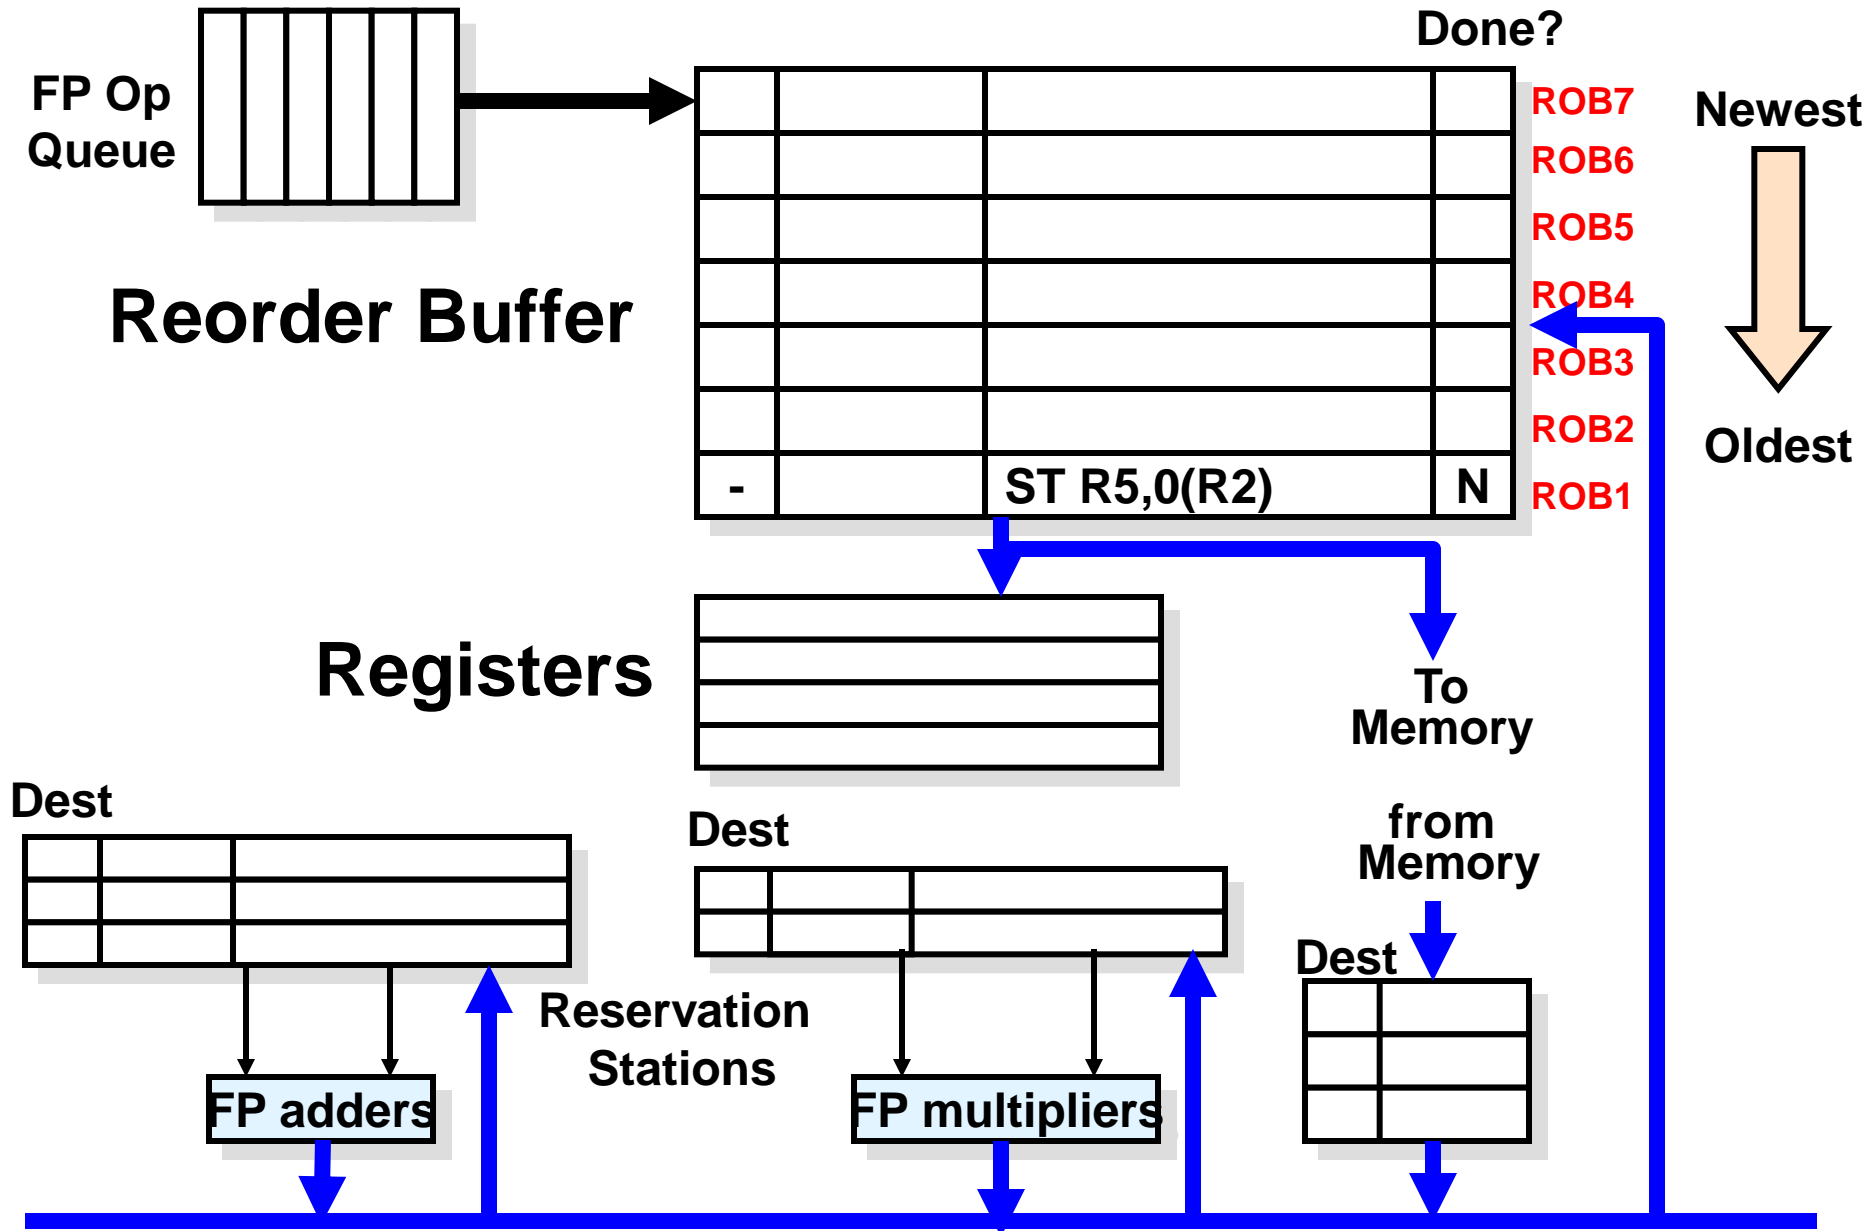 Done?
FP Op
Queue
ROB7
Newest
ROB6
ROB5
Reorder Buffer
ROB4
ROB3
ROB2
Oldest
-
ST R5,0(R2)
N
ROB1
Registers
To
Memory
Dest
Dest
from
Memory
Dest
Reservation
Stations
FP adders
FP multipliers